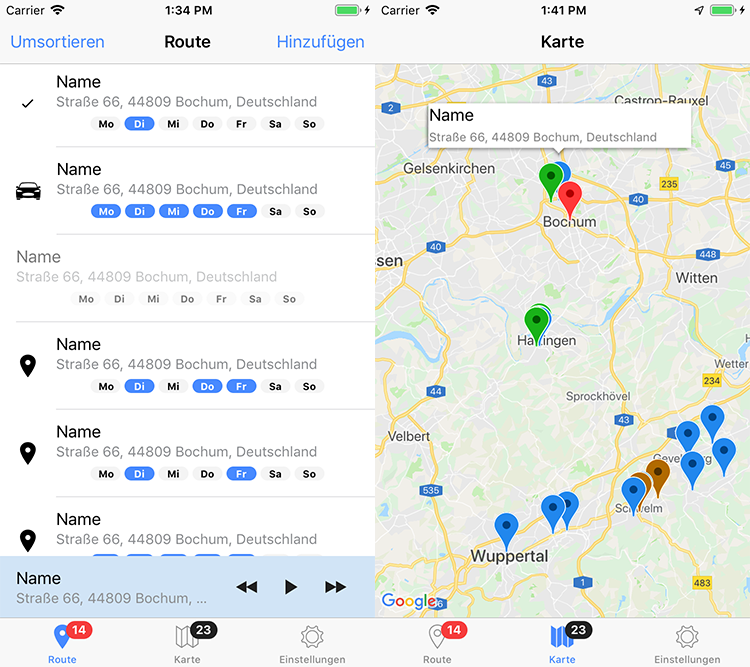 Carrier
1:34 PM
Umsortieren
Route
Hinzufügen
Name
Straße 66, 44809 Bochum, Deutschland
Mo Di Mi Do Fr Sa So
Name
Straße 66, 44809 Bochum, Deutschland
Mo Di Mi Do Fr Sa So
Name
Straße 66, 44809 Bochum, Deutschland
Mo Di Mi Do Fr Sa So
Name
Straße 66, 44809 Bochum, Deutschland
Mo Di Mi Do Fr Sa So
Name
Straße 66, 44809 Bochum, Deutschland
Mo Di Mi Do Fr Sa So
Name
Straße 66, 44809 Bochum, Deutschland
Name
Straße 66, 44809 Bochum, ...
14
23
Route
Karte
Einstellungen
Carrier
1:41 PM
Karte
43
2
Castrop-Rauxel
Name
Straße 66, 44809 Bochum, Deutschland
Gelsenkirchen
45
235
40
Bochum
40
sen
448
Witten
Wetter
234
44
Sprockhövel
43
Velbert
535
Wuppertal
1
483
Google
14
23
Route
Karte
Einstellungen